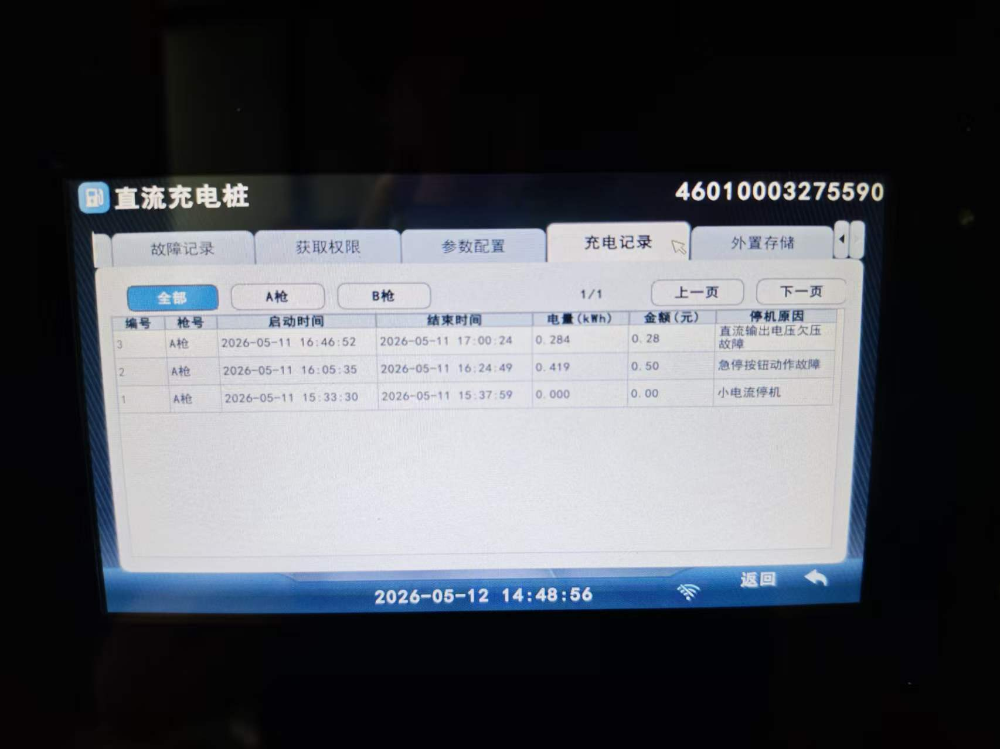 直流充电桩
46010003275590
故障记录 获取权限 参数配置 充电记录 外置存储
全部 A枪 B枪 1/1 上一页 下一页
编号 枪号 启动时间 结束时间 电量(kWh) 金额(元) 停机原因
3 A枪 2026-05-11 16:46:52 2026-05-11 17:00:24 0.284 0.28 直流输出电压欠压
故障
2 A枪 2026-05-11 16:05:35 2026-05-11 16:24:49 0.419 0.50 急停按钮动作故障
1 A枪 2026-05-11 15:33:30 2026-05-11 15:37:59 0.000 0.00 小电流停机
2026-05-12 14:48:56
返回